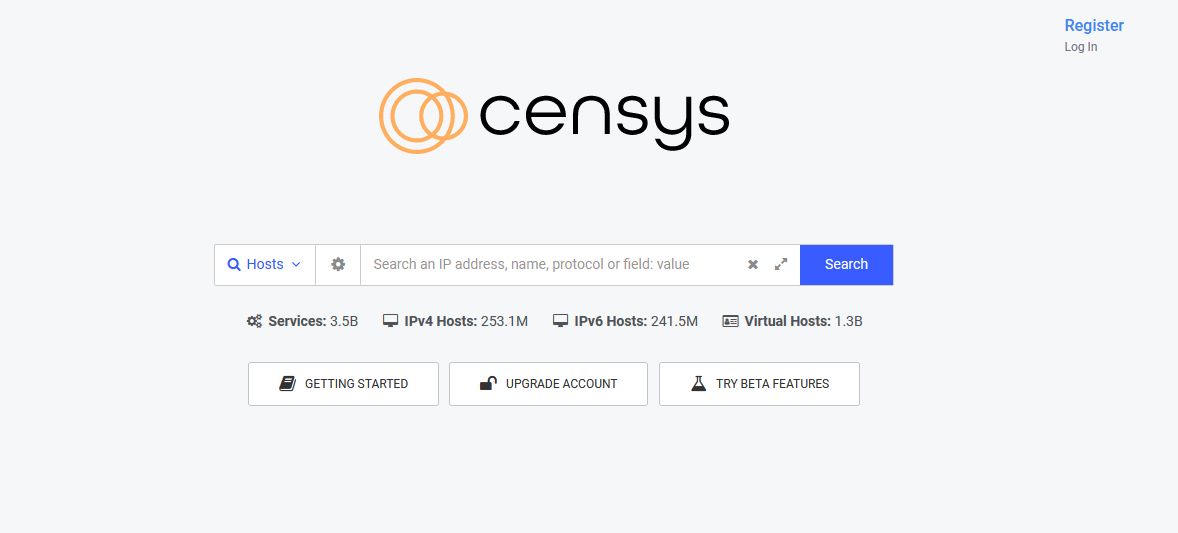 Register
Log In
censys
Hosts
Search an IP address, name, protocol or field: value
Search
Services: 3.5B
IPv4 Hosts: 253.1M
IPv6 Hosts: 241.5M
Virtual Hosts: 1.3B
GETTING STARTED
UPGRADE ACCOUNT
TRY BETA FEATURES